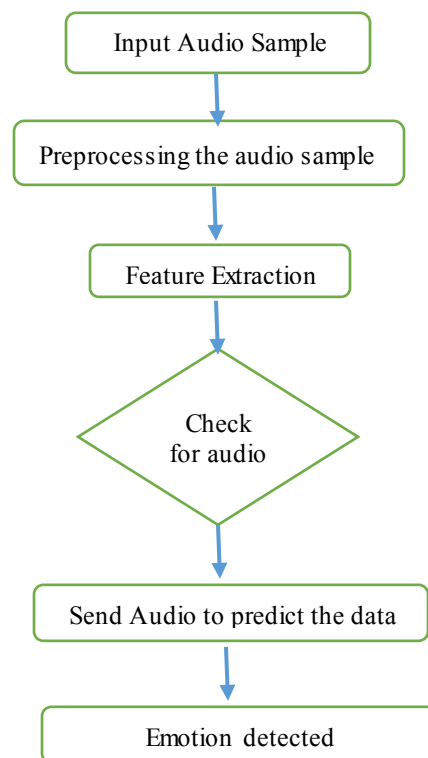 Input Audio Sample
Preprocessing the audio sample
Feature Extraction
Check
for audio
Send Audio to predict the data
Emotion detected